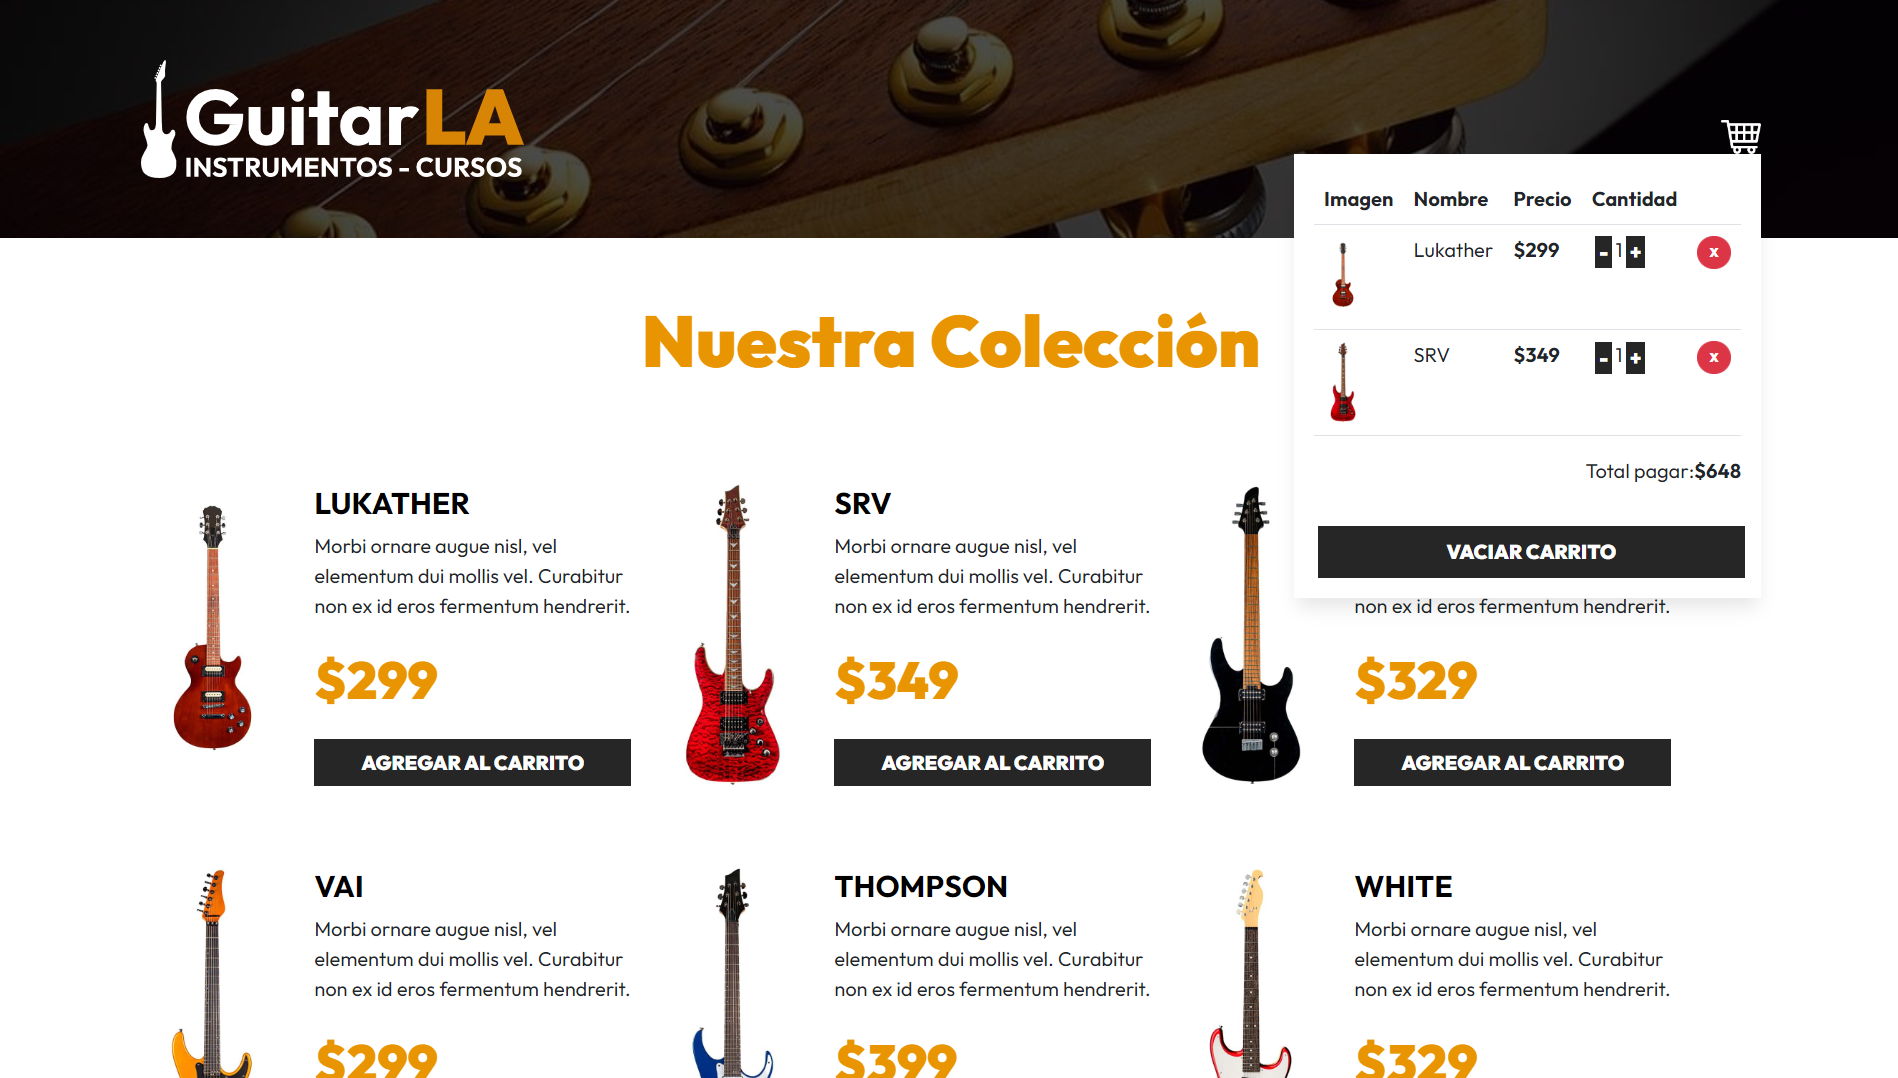 GuitarLA
INSTRUMENTOS - CURSOS
Imagen Nombre Precio Cantidad
Lukather $299 - 1 + x
SRV $349 - 1 + x
Total pagar:$648
VACIAR CARRITO
Nuestra Colección
LUKATHER
Morbi ornare augue nisl, vel
elementum dui mollis vel. Curabitur
non ex id eros fermentum hendrerit.
$299
AGREGAR AL CARRITO
SRV
Morbi ornare augue nisl, vel
elementum dui mollis vel. Curabitur
non ex id eros fermentum hendrerit.
$349
AGREGAR AL CARRITO
non ex id eros fermentum hendrerit.
$329
AGREGAR AL CARRITO
VAI
Morbi ornare augue nisl, vel
elementum dui mollis vel. Curabitur
non ex id eros fermentum hendrerit.
$299
THOMPSON
Morbi ornare augue nisl, vel
elementum dui mollis vel. Curabitur
non ex id eros fermentum hendrerit.
$399
WHITE
Morbi ornare augue nisl, vel
elementum dui mollis vel. Curabitur
non ex id eros fermentum hendrerit.
$329